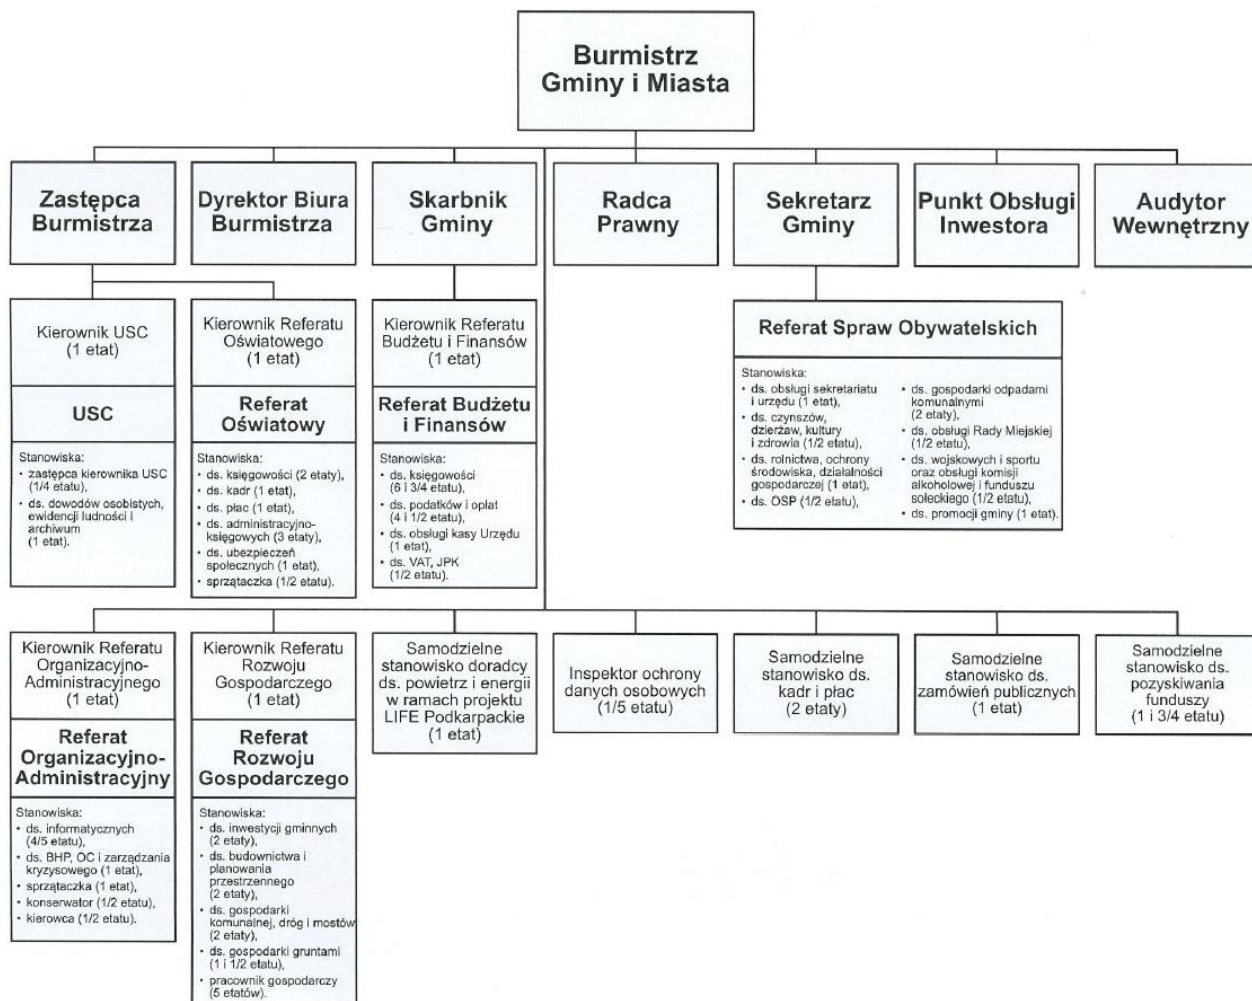 Burmistrz
Gminy i Miasta
Zastępca
Burmistrza
Dyrektor Biura
Burmistrza
Skarbnik
Gminy
Radca
Prawny
Sekretarz
Gminy
Punkt Obsługi
Inwestora
Audytor
Wewnętrzny
Kierownik USC
(1 etat)
USC
Stanowiska:
• zastępca kierownika USC
(1/4 etatu),
• ds. dowodów osobistych,
ewidencji ludności i
archiwum
(1 etat).
Kierownik Referatu
Oświatowego
(1 etat)
Referat
Oświatowy
Stanowiska:
• ds. księgowości (2 etaty),
• ds. kadr (1 etat),
• ds. płac (1 etat),
• ds. administracyjno-
księgowych (3 etaty),
• ds. ubezpieczeń
społecznych (1 etat),
• sprzątaczka (1/2 etatu).
Kierownik Referatu
Budżetu i Finansów
(1 etat)
Referat Budżetu
i Finansów
Stanowiska:
• ds. księgowości
(6 i 3/4 etatu),
• ds. podatków i opłat
(4 i 1/2 etatu),
• ds. obsługi kasy Urzędu
(1 etat),
• ds. VAT, JPK
(1/2 etatu).
Referat Spraw Obywatelskich
Stanowiska:
• ds. obsługi sekretariatu
i urzędu (1 etat),
• ds. czynszów,
dzierżaw, kultury
i zdrowia (1/2 etatu),
• ds. rolnictwa, ochrony
środowiska, działalności
gospodarczej (1 etat),
• ds. OSP (1/2 etatu),
• ds. gospodarki odpadami
komunalnymi
(2 etaty),
• ds. obsługi Rady Miejskiej
(1/2 etatu),
• ds. wojskowych i sportu
oraz obsługi komisji
alkoholowej i funduszu
sołeckiego (1/2 etatu),
• ds. promocji gminy (1 etat).
Kierownik Referatu
Organizacyjno-
Administracyjnego
(1 etat)
Referat
Organizacyjno-
Administracyjny
Stanowiska:
• ds. informatycznych
(4/5 etatu),
• ds. BHP, OC i zarządzania
kryzysowego (1 etat),
• sprzątaczka (1 etat),
• konserwator (1/2 etatu),
• kierowca (1/2 etatu).
Kierownik Referatu
Rozwoju
Gospodarczego
(1 etat)
Referat
Rozwoju
Gospodarczego
Stanowiska:
• ds. inwestycji gminnych
(2 etaty),
• ds. budownictwa i
planowania
przestrzennego
(2 etaty),
• ds. gospodarki
komunalnej, dróg i mostów
(2 etaty),
• ds. gospodarki gruntami
(1 i 1/2 etatu),
• pracownik gospodarczy
(5 etatów).
Samodzielne
stanowisko doradcy
ds. powietrz i energii
w ramach projektu
LIFE Podkarpackie
(1 etat)
Inspektor ochrony
danych osobowych
(1/5 etatu)
Samodzielne
stanowisko ds.
kadr i płac
(2 etaty)
Samodzielne
stanowisko ds.
zamówień publicznych
(1 etat)
Samodzielne
stanowisko ds.
pozyskiwania
funduszy
(1 i 3/4 etatu)